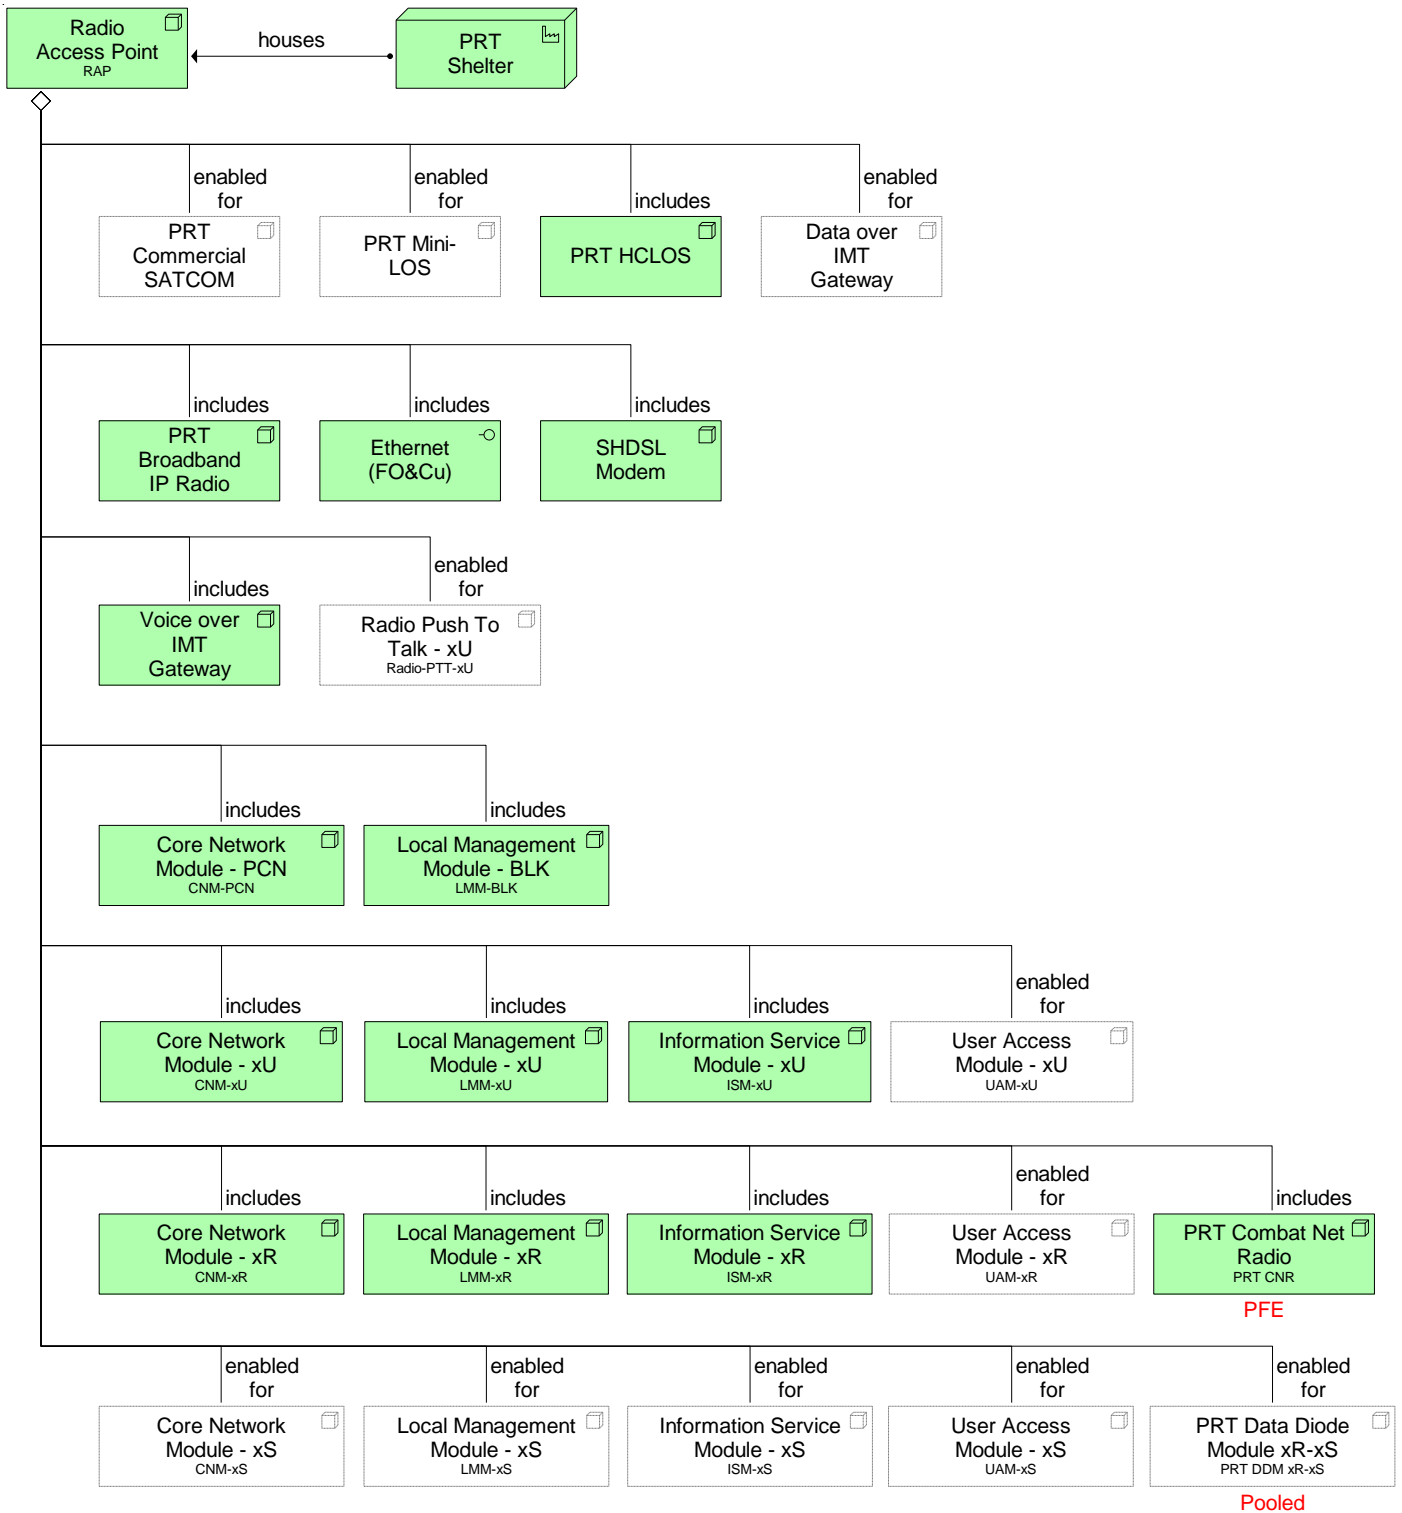 Radio
Access Point
RAP
houses
PRT
Shelter
enabled
for
enabled
for
includes
enabled
for
PRT
Commercial
SATCOM
PRT Mini-
LOS
PRT HCLOS
Data over
IMT
Gateway
includes
includes
includes
PRT
Broadband
IP Radio
Ethernet
(FO&Cu)
SHDSL
Modem
includes
enabled
for
Voice over
IMT
Gateway
Radio Push To
Talk - xU
Radio-PTT-xU
includes
includes
Core Network
Module - PCN
CNM-PCN
Local Management
Module - BLK
LMM-BLK
includes
includes
includes
enabled
for
Core Network
Module - xU
CNM-xU
Local Management
Module - xU
LMM-xU
Information Service
Module - xU
ISM-xU
User Access
Module - xU
UAM-xU
includes
includes
includes
enabled
for
includes
Core Network
Module - xR
CNM-xR
Local Management
Module - xR
LMM-xR
Information Service
Module - xR
ISM-xR
User Access
Module - xR
UAM-xR
PRT Combat Net
Radio
PRT CNR
PFE
enabled
for
enabled
for
enabled
for
enabled
for
enabled
for
Core Network
Module - xS
CNM-xS
Local Management
Module - xS
LMM-xS
Information Service
Module - xS
ISM-xS
User Access
Module - xS
UAM-xS
PRT Data Diode
Module xR-xS
PRT DDM xR-xS
Pooled